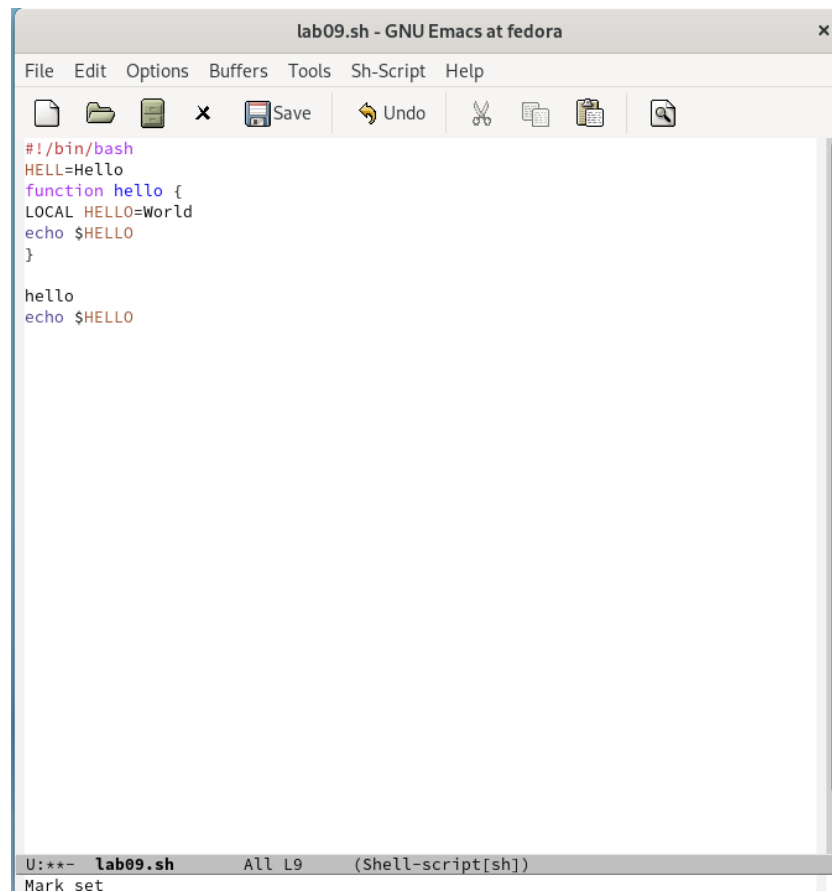 lab09.sh - GNU Emacs at fedora ×
File Edit Options Buffers Tools Sh-Script Help
Save Undo
#!/bin/bash
HELL=Hello
function hello {
LOCAL HELLO=World
echo $HELLO
}
hello
echo $HELLO
U:**- lab09.sh All L9 (Shell-script[sh])
Mark set